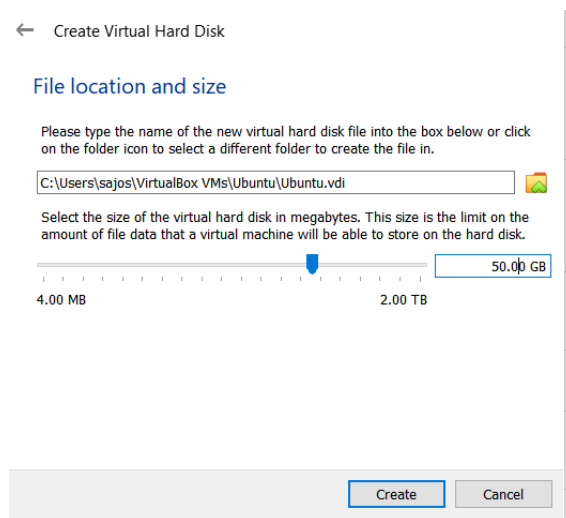 Create Virtual Hard Disk
File location and size
Please type the name of the new virtual hard disk file into the box below or click
on the folder icon to select a different folder to create the file in.
C:\Users\sajos\VirtualBox VMs\Ubuntu\Ubuntu.vdi
Select the size of the virtual hard disk in megabytes. This size is the limit on the
amount of file data that a virtual machine will be able to store on the hard disk.
50.00 GB
4.00 MB 2.00 TB
Create Cancel